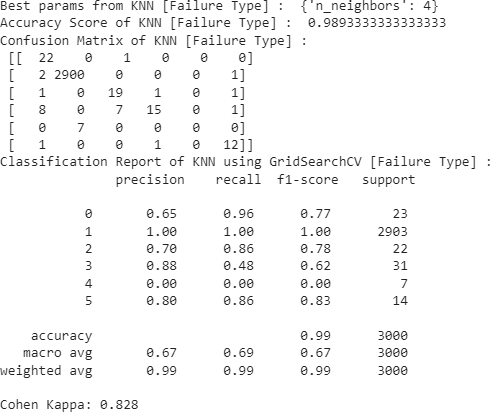 Best params from KNN [Failure Type] :  {'n_neighbors': 4}
Accuracy Score of KNN [Failure Type] :  0.9893333333333333
Confusion Matrix of KNN [Failure Type] :
 [[  22    0    1    0    0    0]
 [   2 2900    0    0    0    1]
 [   1    0   19    1    0    1]
 [   8    0    7   15    0    1]
 [   0    7    0    0    0    0]
 [   1    0    0    1    0   12]]
Classification Report of KNN using GridSearchCV [Failure Type] :
              precision    recall  f1-score   support

           0       0.65      0.96      0.77        23
           1       1.00      1.00      1.00      2903
           2       0.70      0.86      0.78        22
           3       0.88      0.48      0.62        31
           4       0.00      0.00      0.00         7
           5       0.80      0.86      0.83        14

    accuracy                           0.99      3000
   macro avg       0.67      0.69      0.67      3000
weighted avg       0.99      0.99      0.99      3000

Cohen Kappa: 0.828